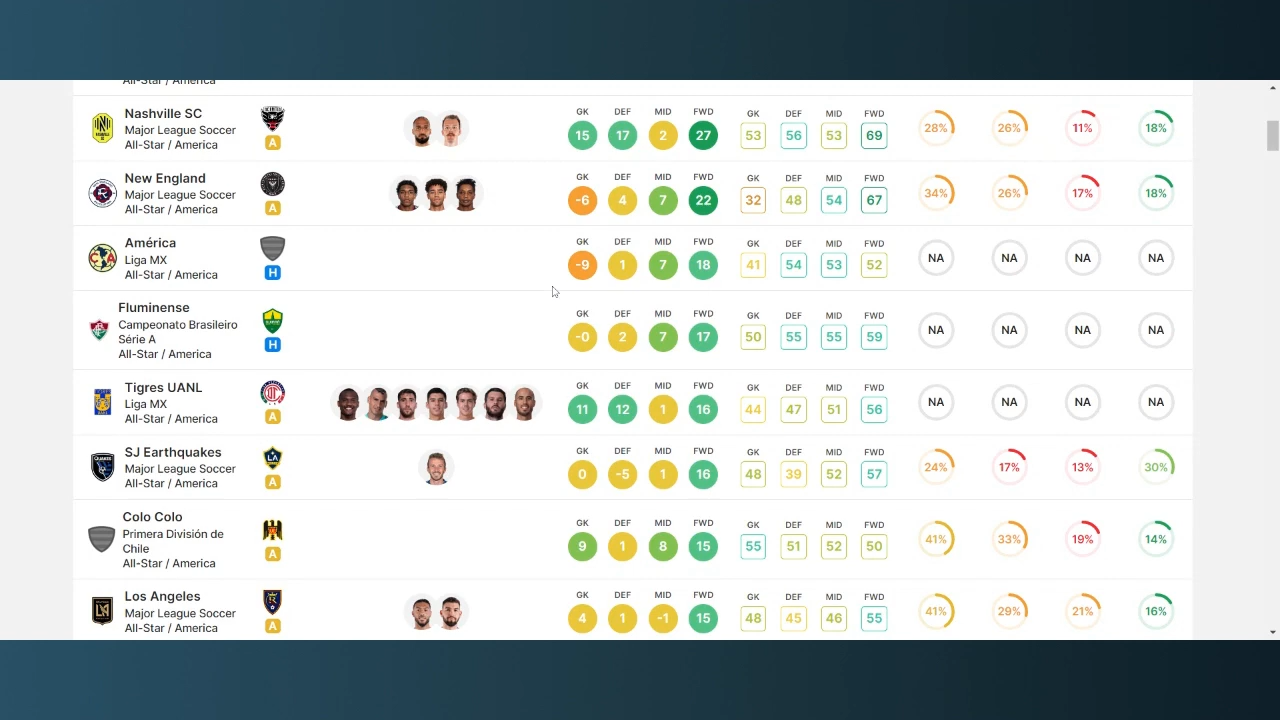 All-Star / America
Nashville SC
Major League Soccer
All-Star / America
A
GK DEF MID FWD
15 17 2 27
GK DEF MID FWD
53 56 53 69
28% 26% 11% 18%
New England
Major League Soccer
All-Star / America
A
GK DEF MID FWD
-6 4 7 22
GK DEF MID FWD
32 48 54 67
34% 26% 17% 18%
América
Liga MX
All-Star / America
H
GK DEF MID FWD
-9 1 7 18
GK DEF MID FWD
41 54 53 52
NA NA NA NA
Fluminense
Campeonato Brasileiro
Série A
All-Star / America
H
GK DEF MID FWD
-0 2 7 17
GK DEF MID FWD
50 55 55 59
NA NA NA NA
Tigres UANL
Liga MX
All-Star / America
A
GK DEF MID FWD
11 12 1 16
GK DEF MID FWD
44 47 51 56
NA NA NA NA
SJ Earthquakes
Major League Soccer
All-Star / America
A
GK DEF MID FWD
0 -5 1 16
GK DEF MID FWD
48 39 52 57
24% 17% 13% 30%
Colo Colo
Primera División de
Chile
All-Star / America
A
GK DEF MID FWD
9 1 8 15
GK DEF MID FWD
55 51 52 50
41% 33% 19% 14%
Los Angeles
Major League Soccer
All-Star / America
A
GK DEF MID FWD
4 1 -1 15
GK DEF MID FWD
48 45 46 55
41% 29% 21% 16%